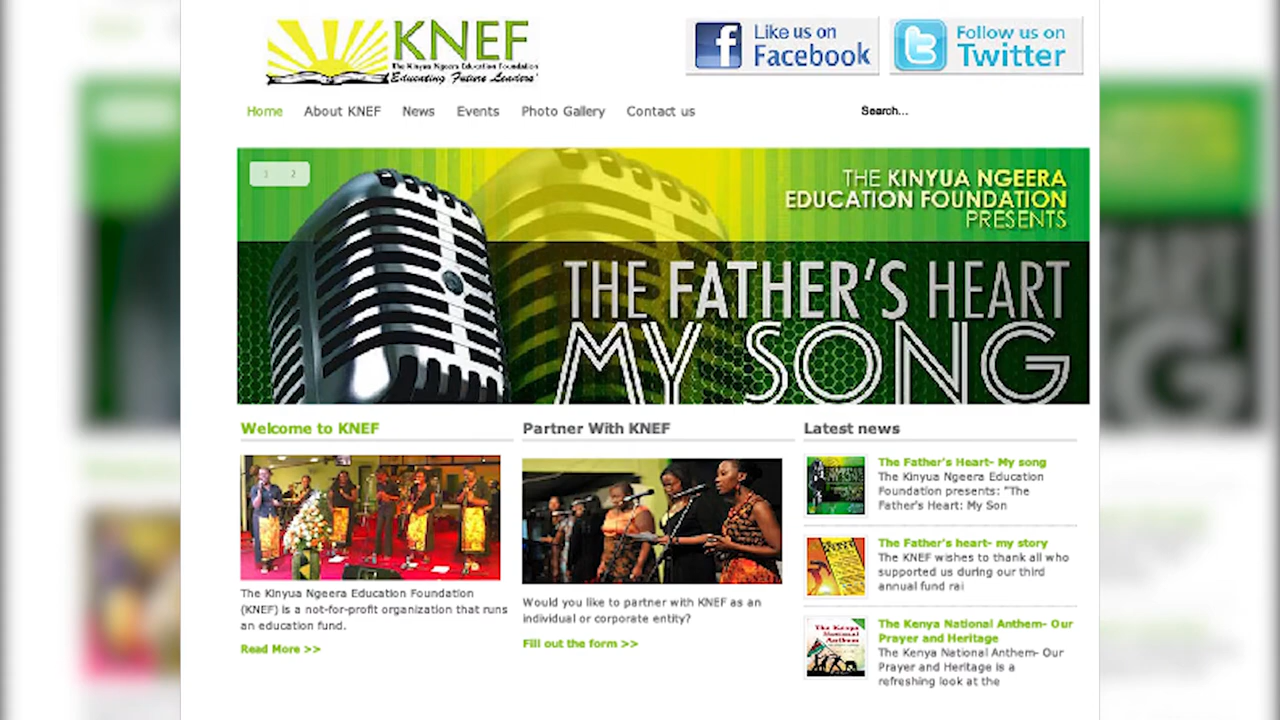 KNEF
The Kinyua Ngeera Education Foundation
Educating Future Leaders'
Like us on
Facebook
Follow us on
Twitter
Home About KNEF News Events Photo Gallery Contact us
Search...
1 2
THE KINYUA NGEERA
EDUCATION FOUNDATION
PRESENTS
THE FATHER'S HEART
MY SONG
Welcome to KNEF
The Kinyua Ngeera Education Foundation
(KNEF) is a not-for-profit organization that runs
an education fund.
Read More >>
Partner With KNEF
Would you like to partner with KNEF as an
individual or corporate entity?
Fill out the form >>
Latest news
The Father's Heart- My song
The Kinyua Ngeera Education
Foundation presents: "The
Father's Heart: My Son
The Father's heart- my story
The KNEF wishes to thank all who
supported us during our third
annual fund rai
The Kenya
National
Anthem
The Kenya National Anthem- Our
Prayer and Heritage
The Kenya National Anthem- Our
Prayer and Heritage is a
refreshing look at the